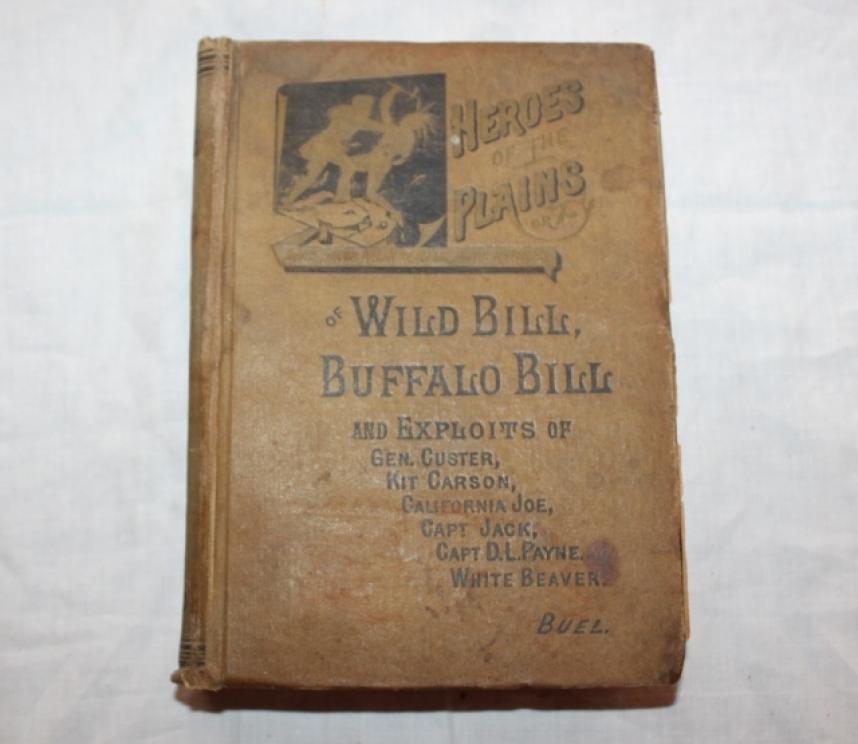 HEROES
OF THE
PLAINS
OR
OF WILD BILL,
BUFFALO BILL
AND EXPLOITS OF
GEN. CUSTER,
KIT CARSON,
CALIFORNIA JOE,
CAPT JACK,
CAPT D.L. PAYNE.
WHITE BEAVER.
BUEL.